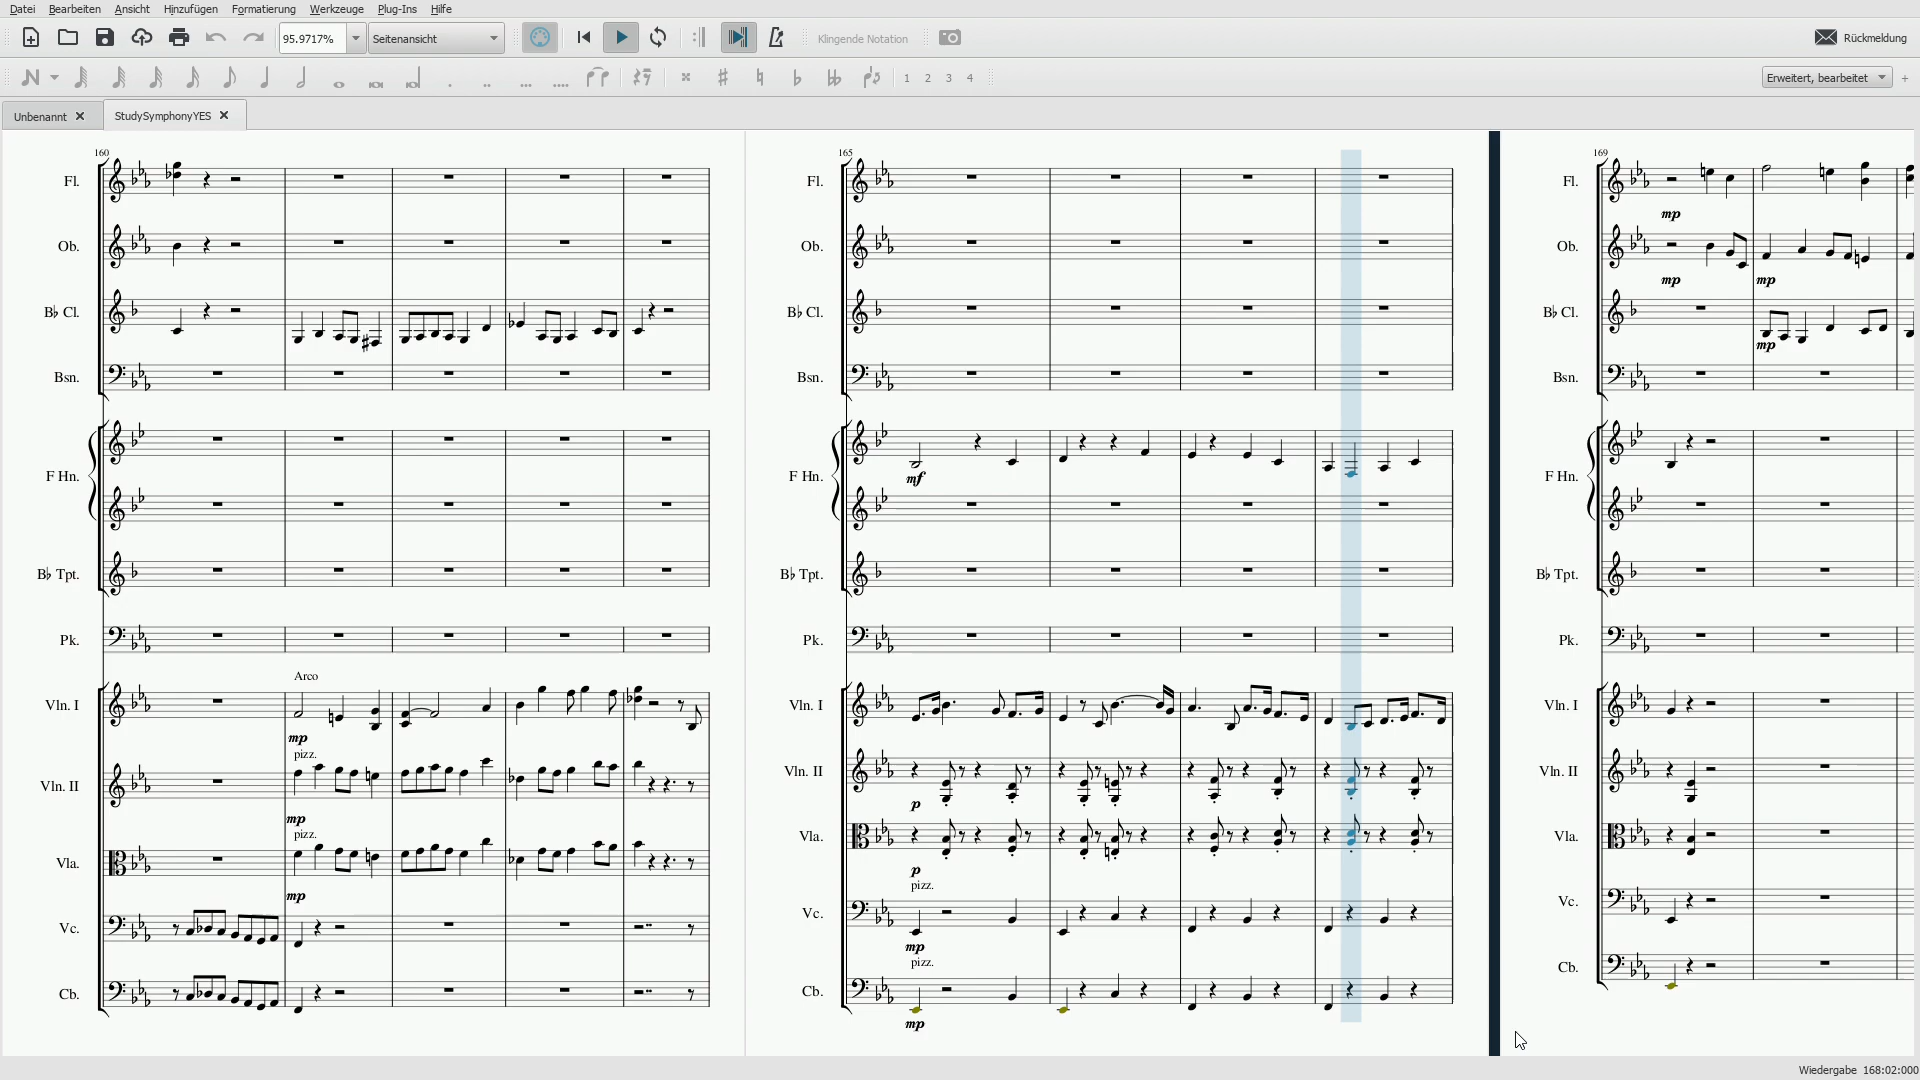 Datei Bearbeiten Ansicht Hinzufügen Formatierung Werkzeuge Plug-Ins Hilfe
95.9717% Seitenansicht Klingende Notation Rückmeldung
1 2 3 4 Erweitert, bearbeitet +
Unbenannt StudySymphonyYES
160
Fl.
Ob.
B♭ Cl.
Bsn.
F Hn.
B♭ Tpt.
Pk.
Arco
Vln. I
mp
pizz.
Vln. II
mp
pizz.
Vla.
mp
Vc.
Cb.
165
Fl.
Ob.
B♭ Cl.
Bsn.
mf
F Hn.
B♭ Tpt.
Pk.
Vln. I
Vln. II
p
Vla.
p
pizz.
Vc.
mp
pizz.
Cb.
mp
169
Fl.
mp
Ob.
mp mp
B♭ Cl.
mp
Bsn.
F Hn.
B♭ Tpt.
Pk.
Vln. I
Vln. II
Vla.
Vc.
Cb.
Wiedergabe 168:02:000